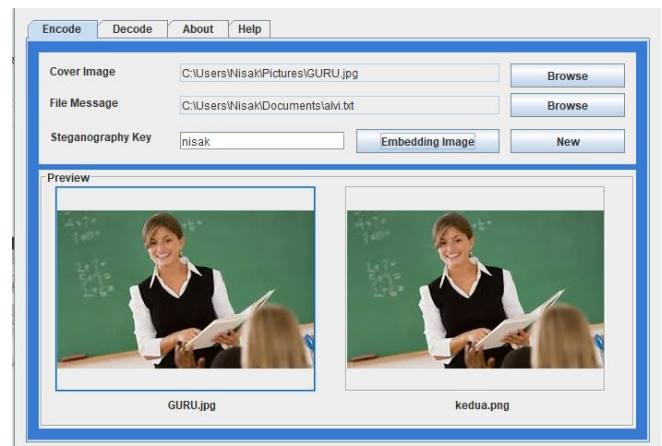 Encode Decode About Help
Cover Image C:\Users\Nisak\Pictures\GURU.jpg Browse
File Message C:\Users\Nisak\Documents\alvi.txt Browse
Steganography Key nisak Embedding Image New
Preview
GURU.jpg kedua.png